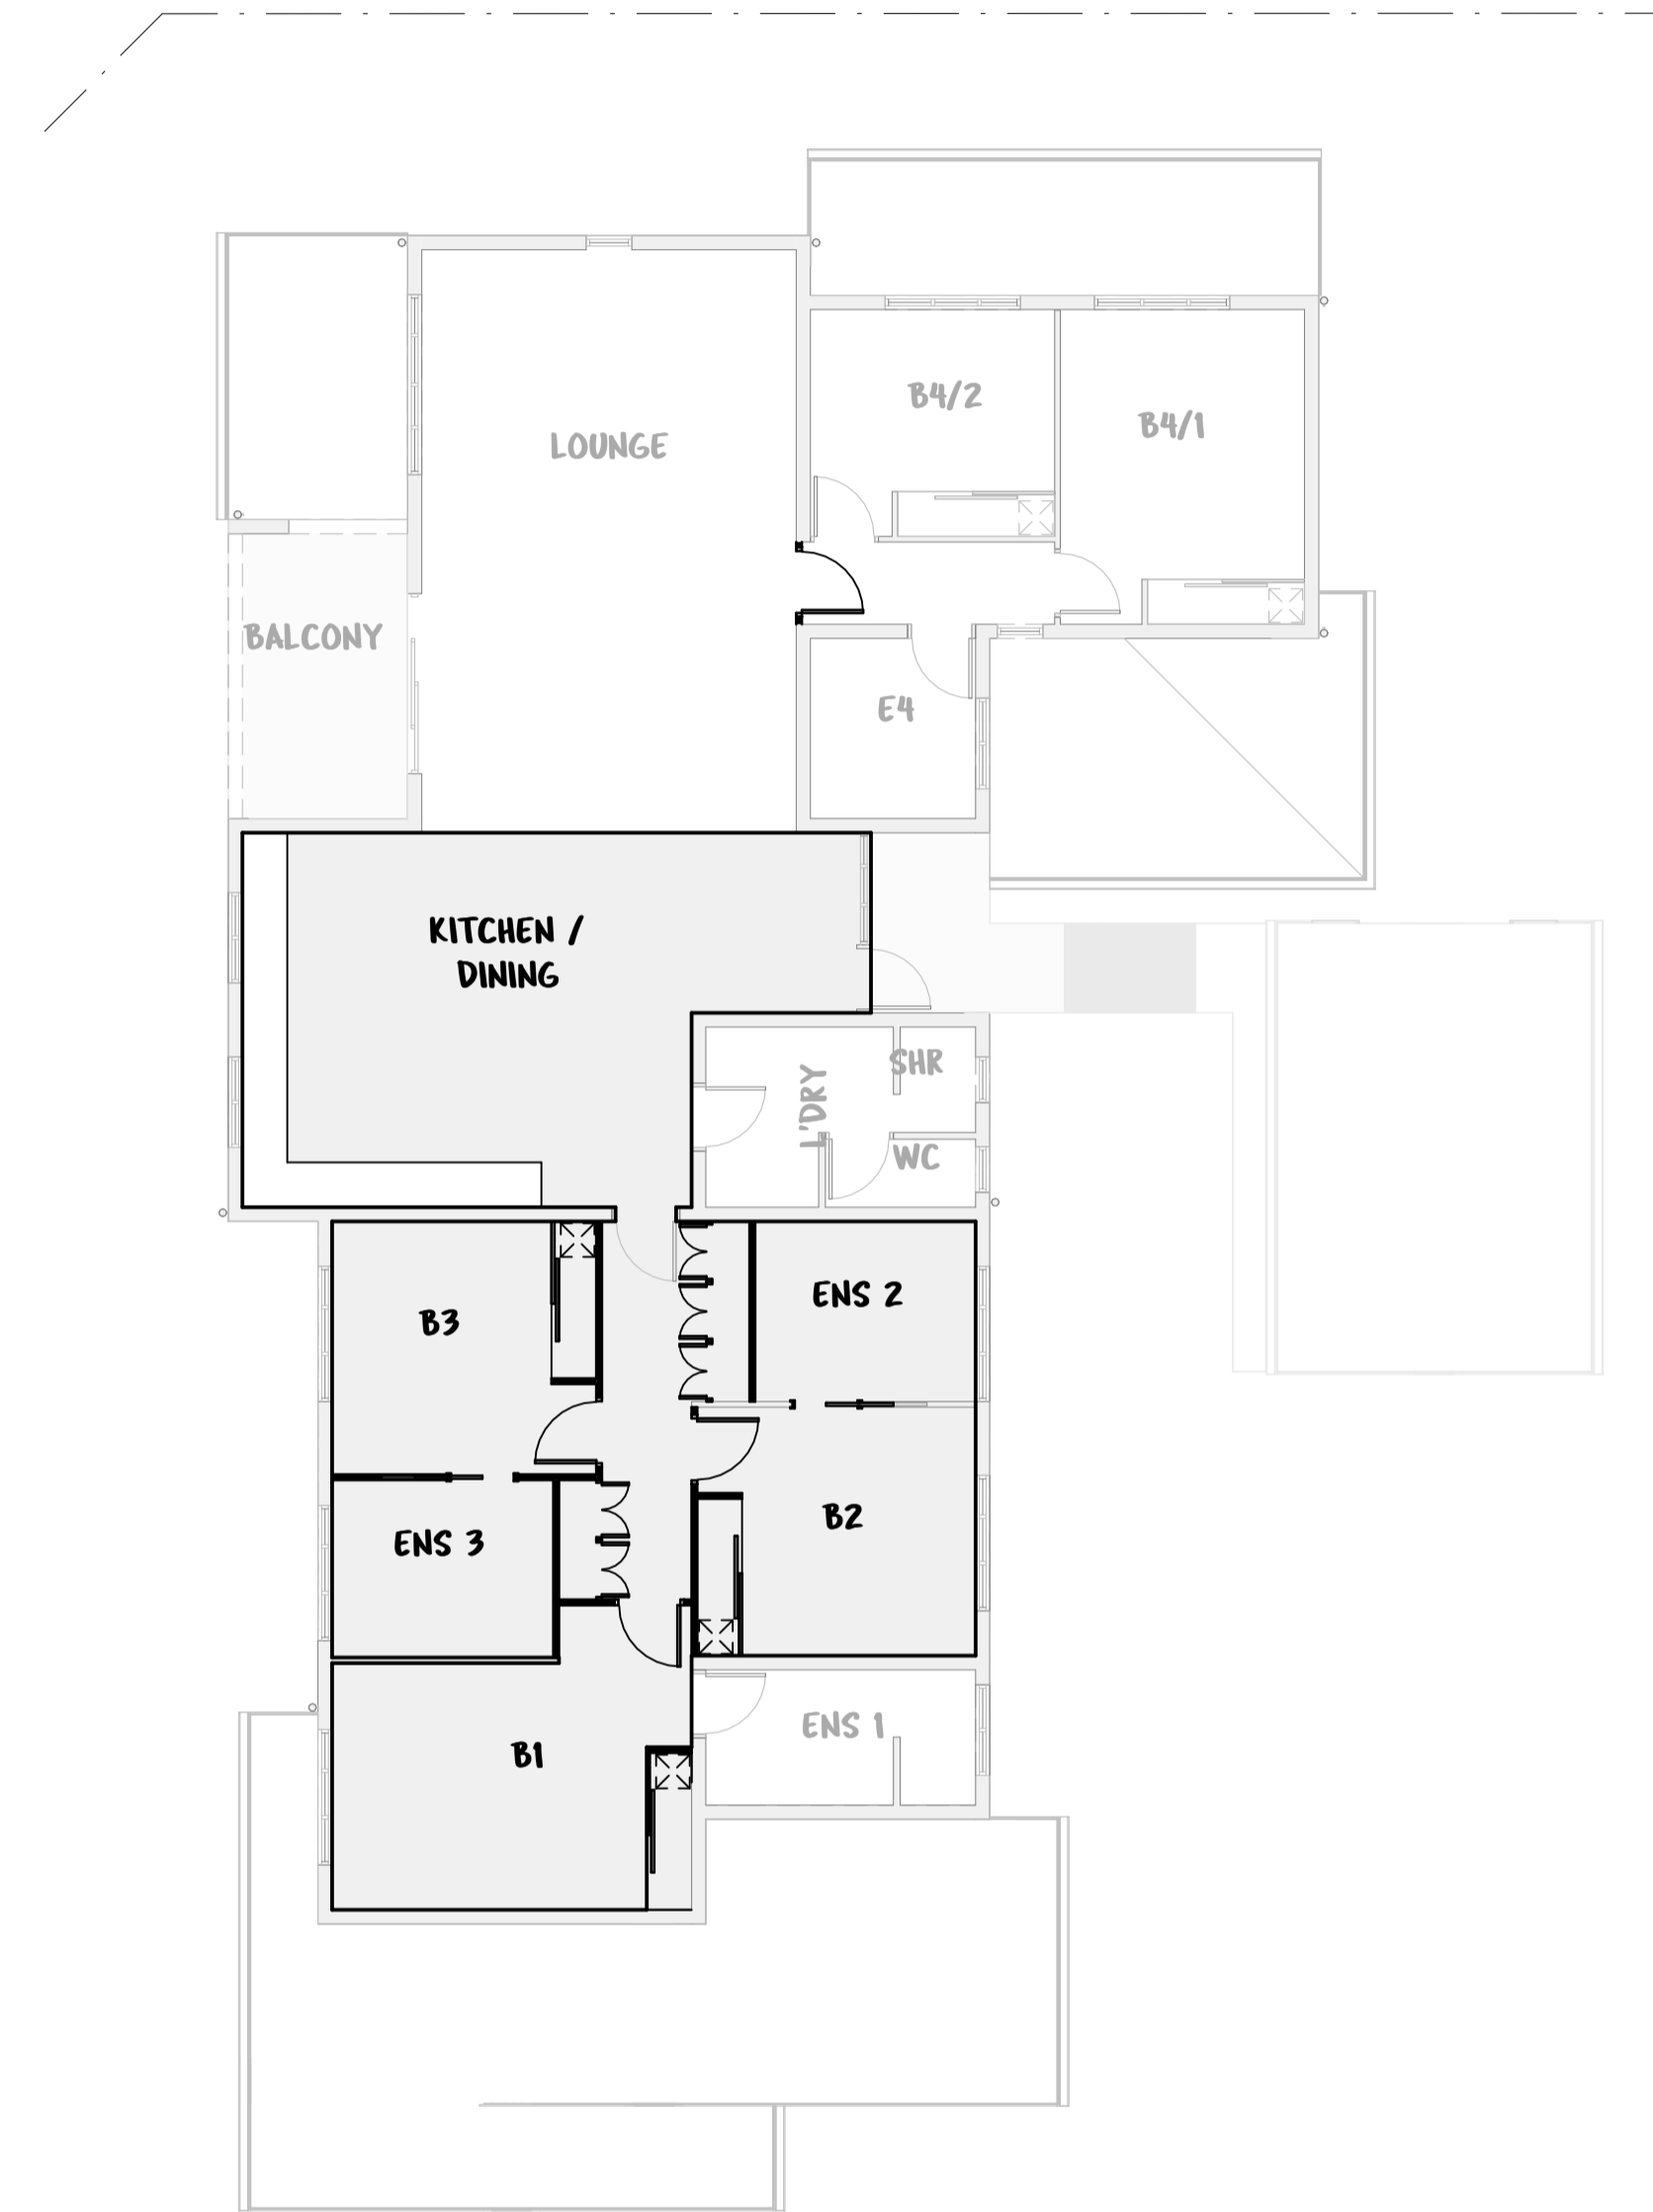 B4/2
B4/1
LOUNGE
BALCONY
E4
KITCHEN /
DINING
SHR
L'DRY
WC
ENS 2
B3
B2
ENS 3
ENS 1
B1